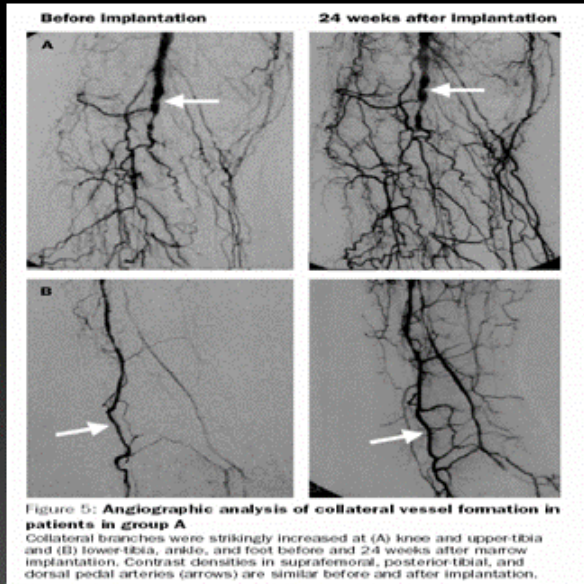 Before implantation
24 weeks after implantation
A
B
Figure 5: Angiographic analysis of collateral vessel formation in
patients in group A
Collateral branches were strikingly increased at (A) knee and upper-tibia
and (B) lower-tibia, ankle, and foot before and 24 weeks after marrow
implantation. Contrast densities in suprafemoral, posterior-tibial, and
dorsal pedal arteries (arrows) are similar before and after implantation.